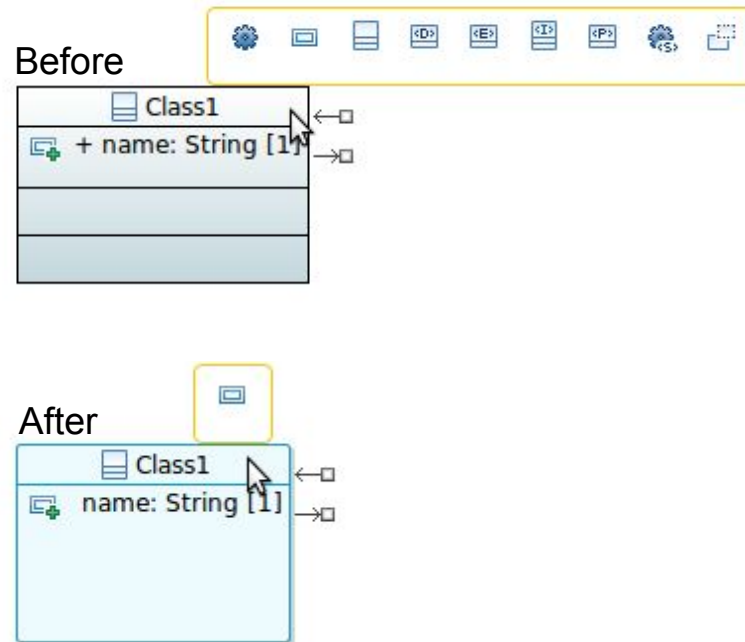 <D> <E> <I> <P> <S>
Before
Class1
+ name: String [1]
After
Class1
name: String [1]